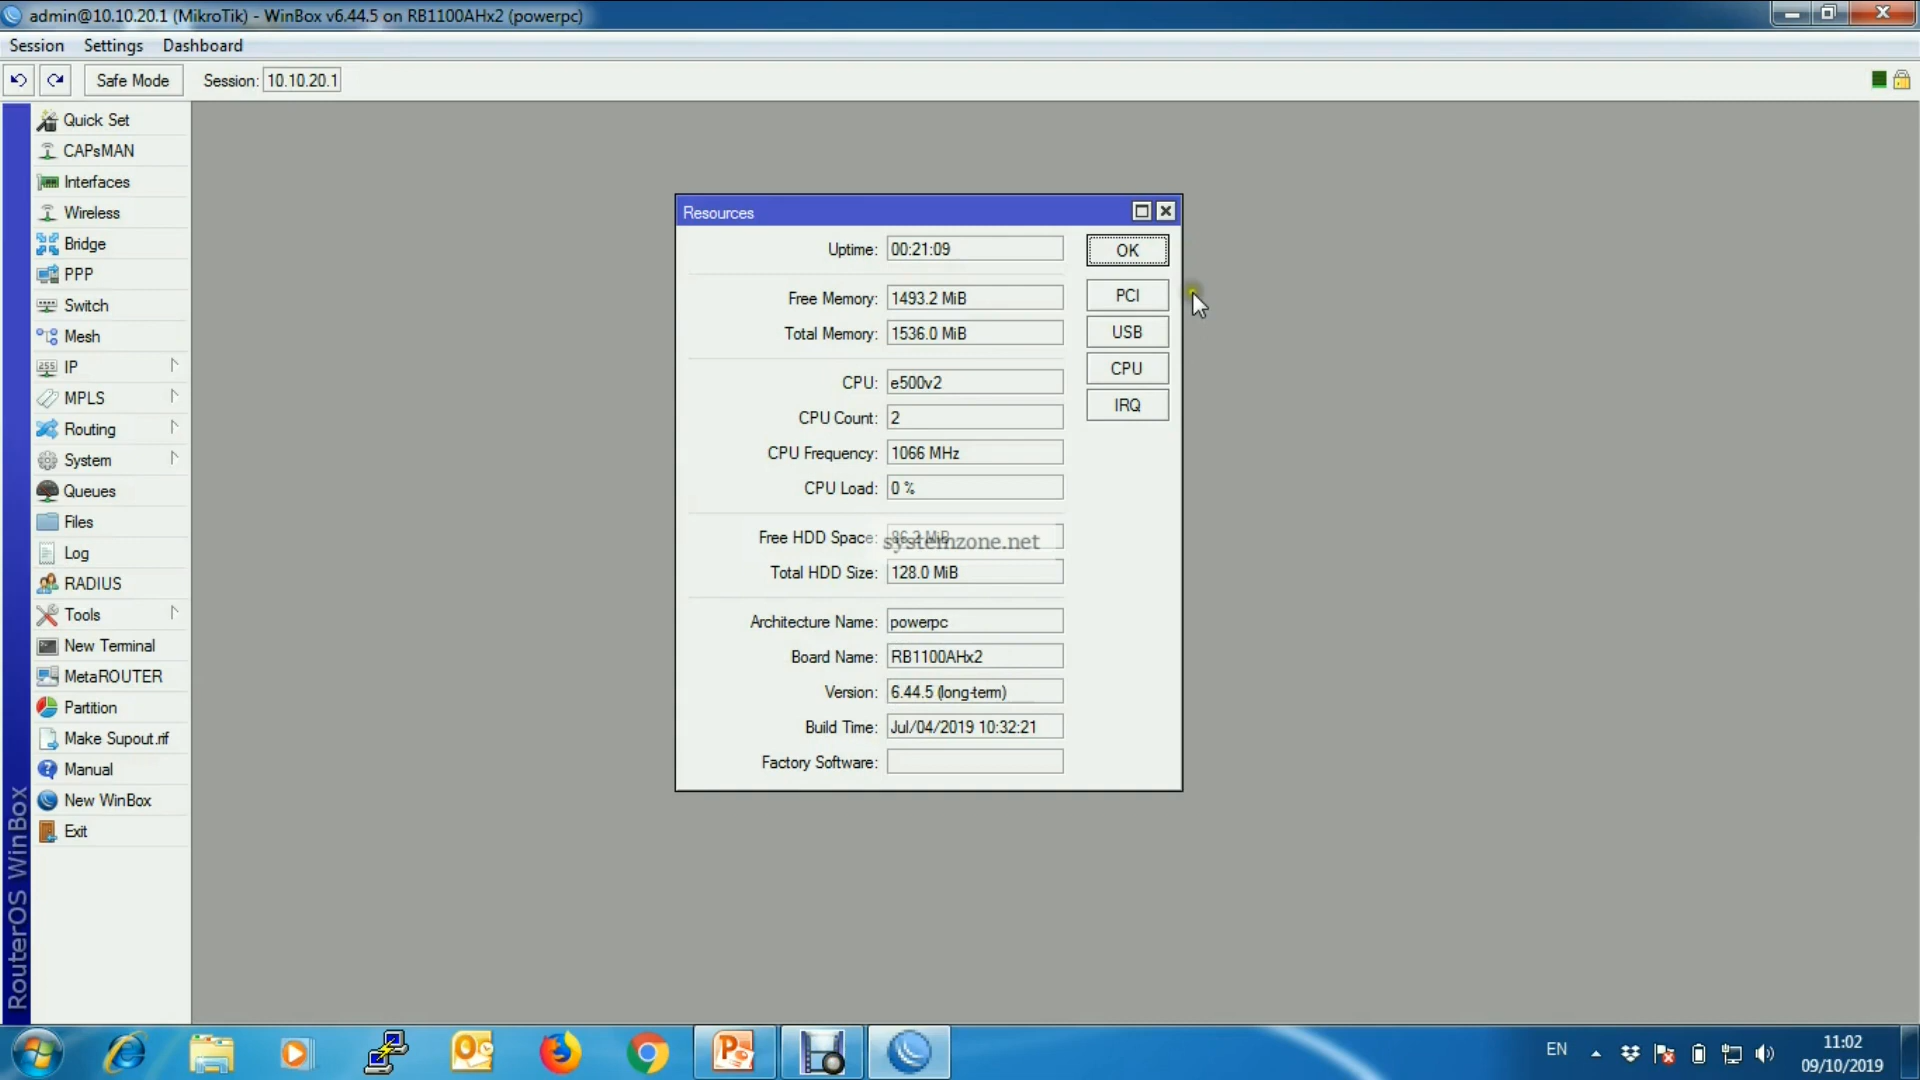 admin@10.10.20.1 (MikroTik) - WinBox v6.44.5 on RB1100AHx2 (powerpc)
Session Settings Dashboard
Safe Mode Session: 10.10.20.1
Quick Set
CAPsMAN
Interfaces
Wireless
Bridge
PPP
Switch
Mesh
255 IP
MPLS
Routing
System
Queues
Files
Log
RADIUS
Tools
New Terminal
MetaROUTER
Partition
Make Supout.rif
Manual
New WinBox
Exit
RouterOS WinBox
Resources
Uptime: 00:21:09
Free Memory: 1493.2 MiB
Total Memory: 1536.0 MiB
CPU: e500v2
CPU Count: 2
CPU Frequency: 1066 MHz
CPU Load: 0 %
Free HDD Space: 86.2 MiB
systemzone.net
Total HDD Size: 128.0 MiB
Architecture Name: powerpc
Board Name: RB1100AHx2
Version: 6.44.5 (long-term)
Build Time: Jul/04/2019 10:32:21
Factory Software:
OK
PCI
USB
CPU
IRQ
EN
11:02
09/10/2019